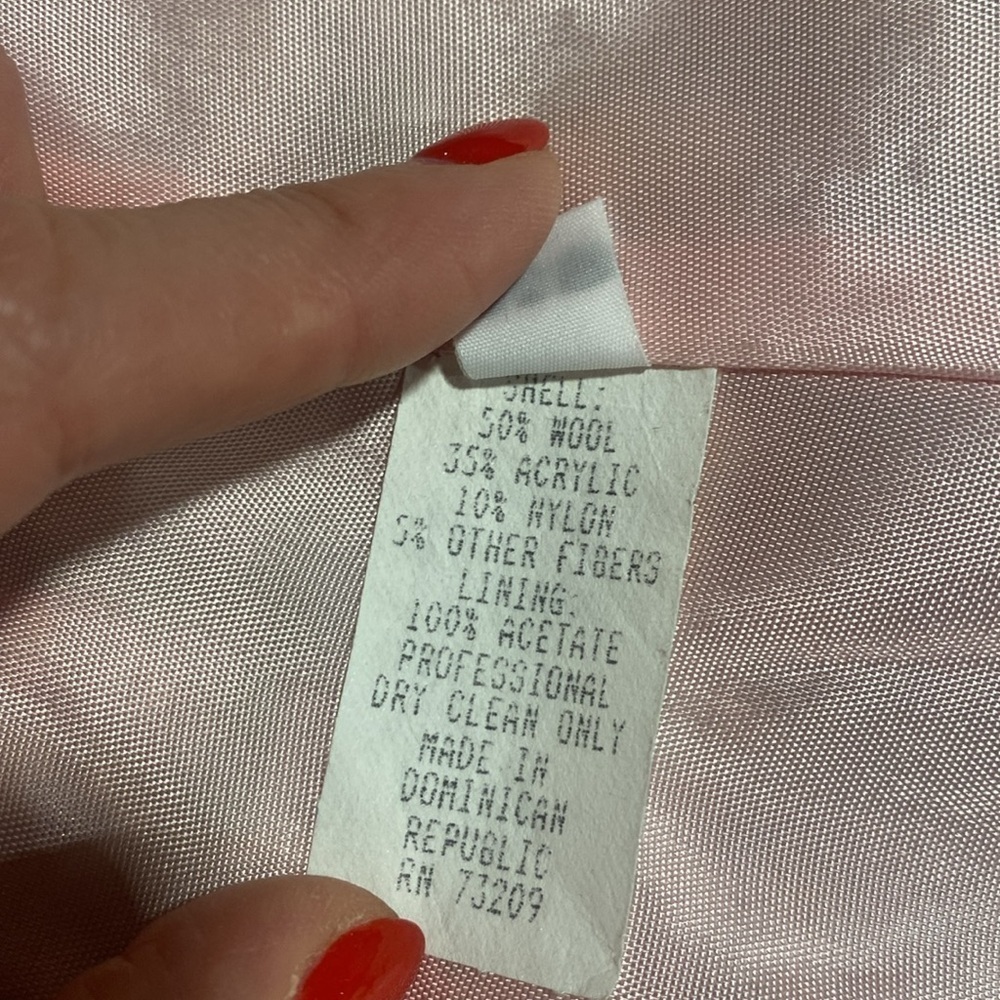 SHELL:
50% WOOL
35% ACRYLIC
10% NYLON
5% OTHER FIBERS
LINING:
100% ACETATE
PROFESSIONAL
DRY CLEAN ONLY
MADE IN
DOMINICAN
REPUBLIC
RN 73209